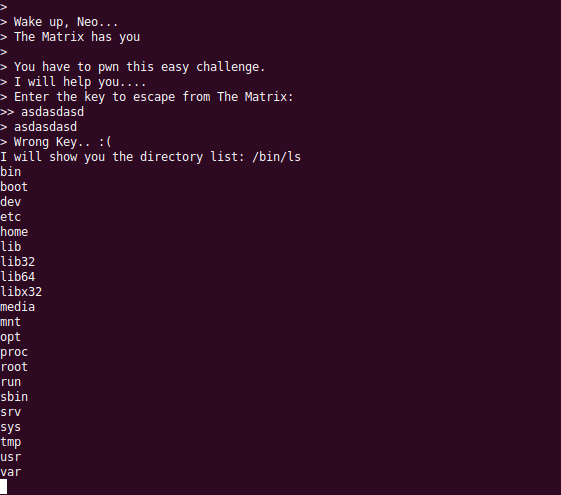 >
> Wake up, Neo...
> The Matrix has you
>
> You have to pwn this easy challenge.
> I will help you....
> Enter the key to escape from The Matrix:
>> asdasdasd
> asdasdasd
> Wrong Key.. :(
I will show you the directory list: /bin/ls
bin
boot
dev
etc
home
lib
lib32
lib64
libx32
media
mnt
opt
proc
root
run
sbin
srv
sys
tmp
usr
var